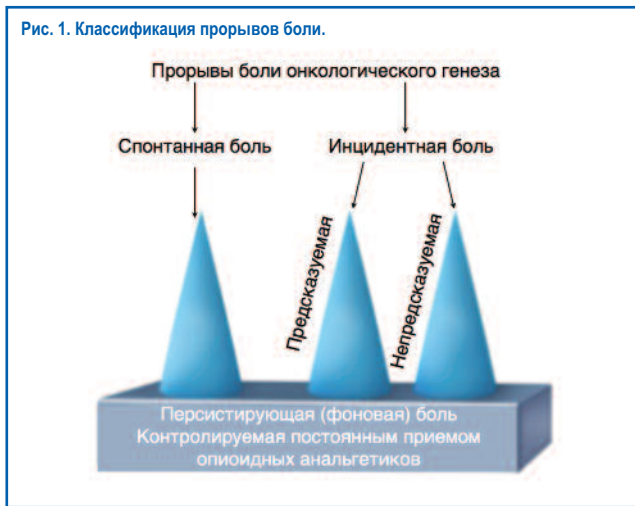 Рис. 1. Классификация прорывов боли.
Прорывы боли онкологического генеза
Спонтанная боль
Инцидентная боль
Предсказуемая
Непредсказуемая
Персистирующая (фоновая) боль
Контролируемая постоянным приемом
опиоидных анальгетиков